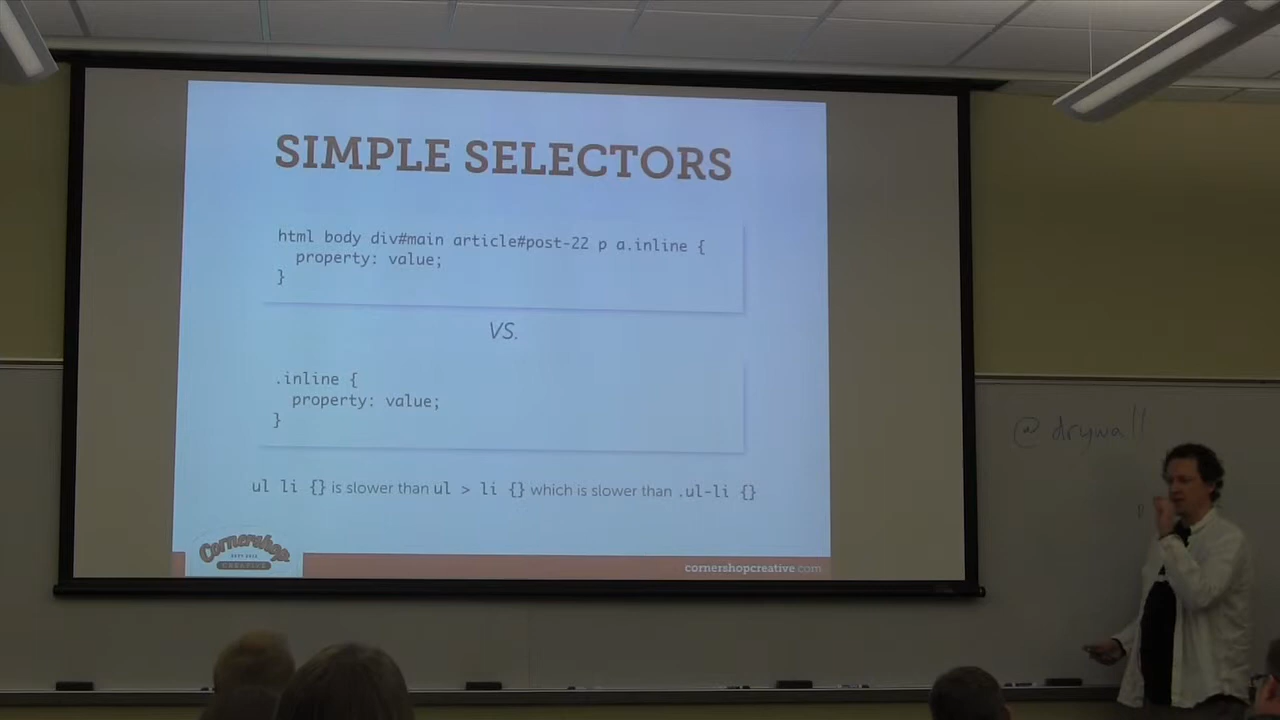 SIMPLE SELECTORS
html body div#main article#post-22 p a.inline {
property: value;
}
VS.
.inline {
property: value;
}
ul li {} is slower than ul > li {} which is slower than .ul-li {}
Cornershop
CREATIVE
cornershopcreative.com
@drywall